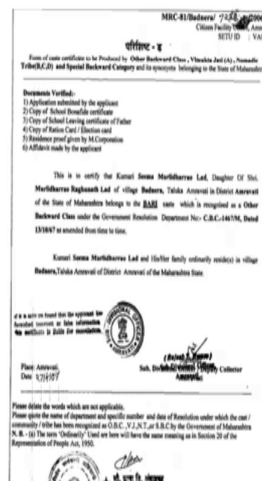 MRC-81/Badnera/
Citizen Facility
SETU ID : VA
परिशिष्ट - ड
Form of caste certificate to be Produced by Other Backward Class , Vimukta Jati (A) , Nomadic
Tribe(B,C,D) and Special Backward Category and its synonyms belonging to the State of Maharashtra
Documents Verified:-
1) Application submitted by the applicant
2) Copy of School Bonafide certificate
3) Copy of School Leaving certificate of Father
4) Copy of Ration Card / Election card
5) Residence proof given by M.Corporation
6) Affidavit made by the applicant
This is to certify that Kumari Seema Murlidharrao Lad, Daughter Of Shri.
Murlidharrao Raghunath Lad of village Badnera, Taluka Amravati in District Amravati
of the State of Maharashtra belongs to the BARI caste which is recognised as a Other
Backward Class under the Government Resolution Department No:- C.B.C.-1467/M, Dated
13/10/67 as amended from time to time.
Kumari Seema Murlidharrao Lad and His/Her family ordinarily reside(s) in village
Badnera,Taluka Amravati of District Amravati of the Maharashtra State.
Place: Amravati.
Date
Sub. Divisional Deputy Collector
Amravati
Please delete the words which are not applicable.
Please quote the name of department and specific number and date of Resolution under which the cast /
community / tribe has been recognized as O.B.C , V.J.,N.T.,or S.B.C by the Government of Maharashtra
N. B. - (a) The term "Ordinarily" Used are here will have the same meaning as in Section 20 of the
Representation of People Act, 1950.